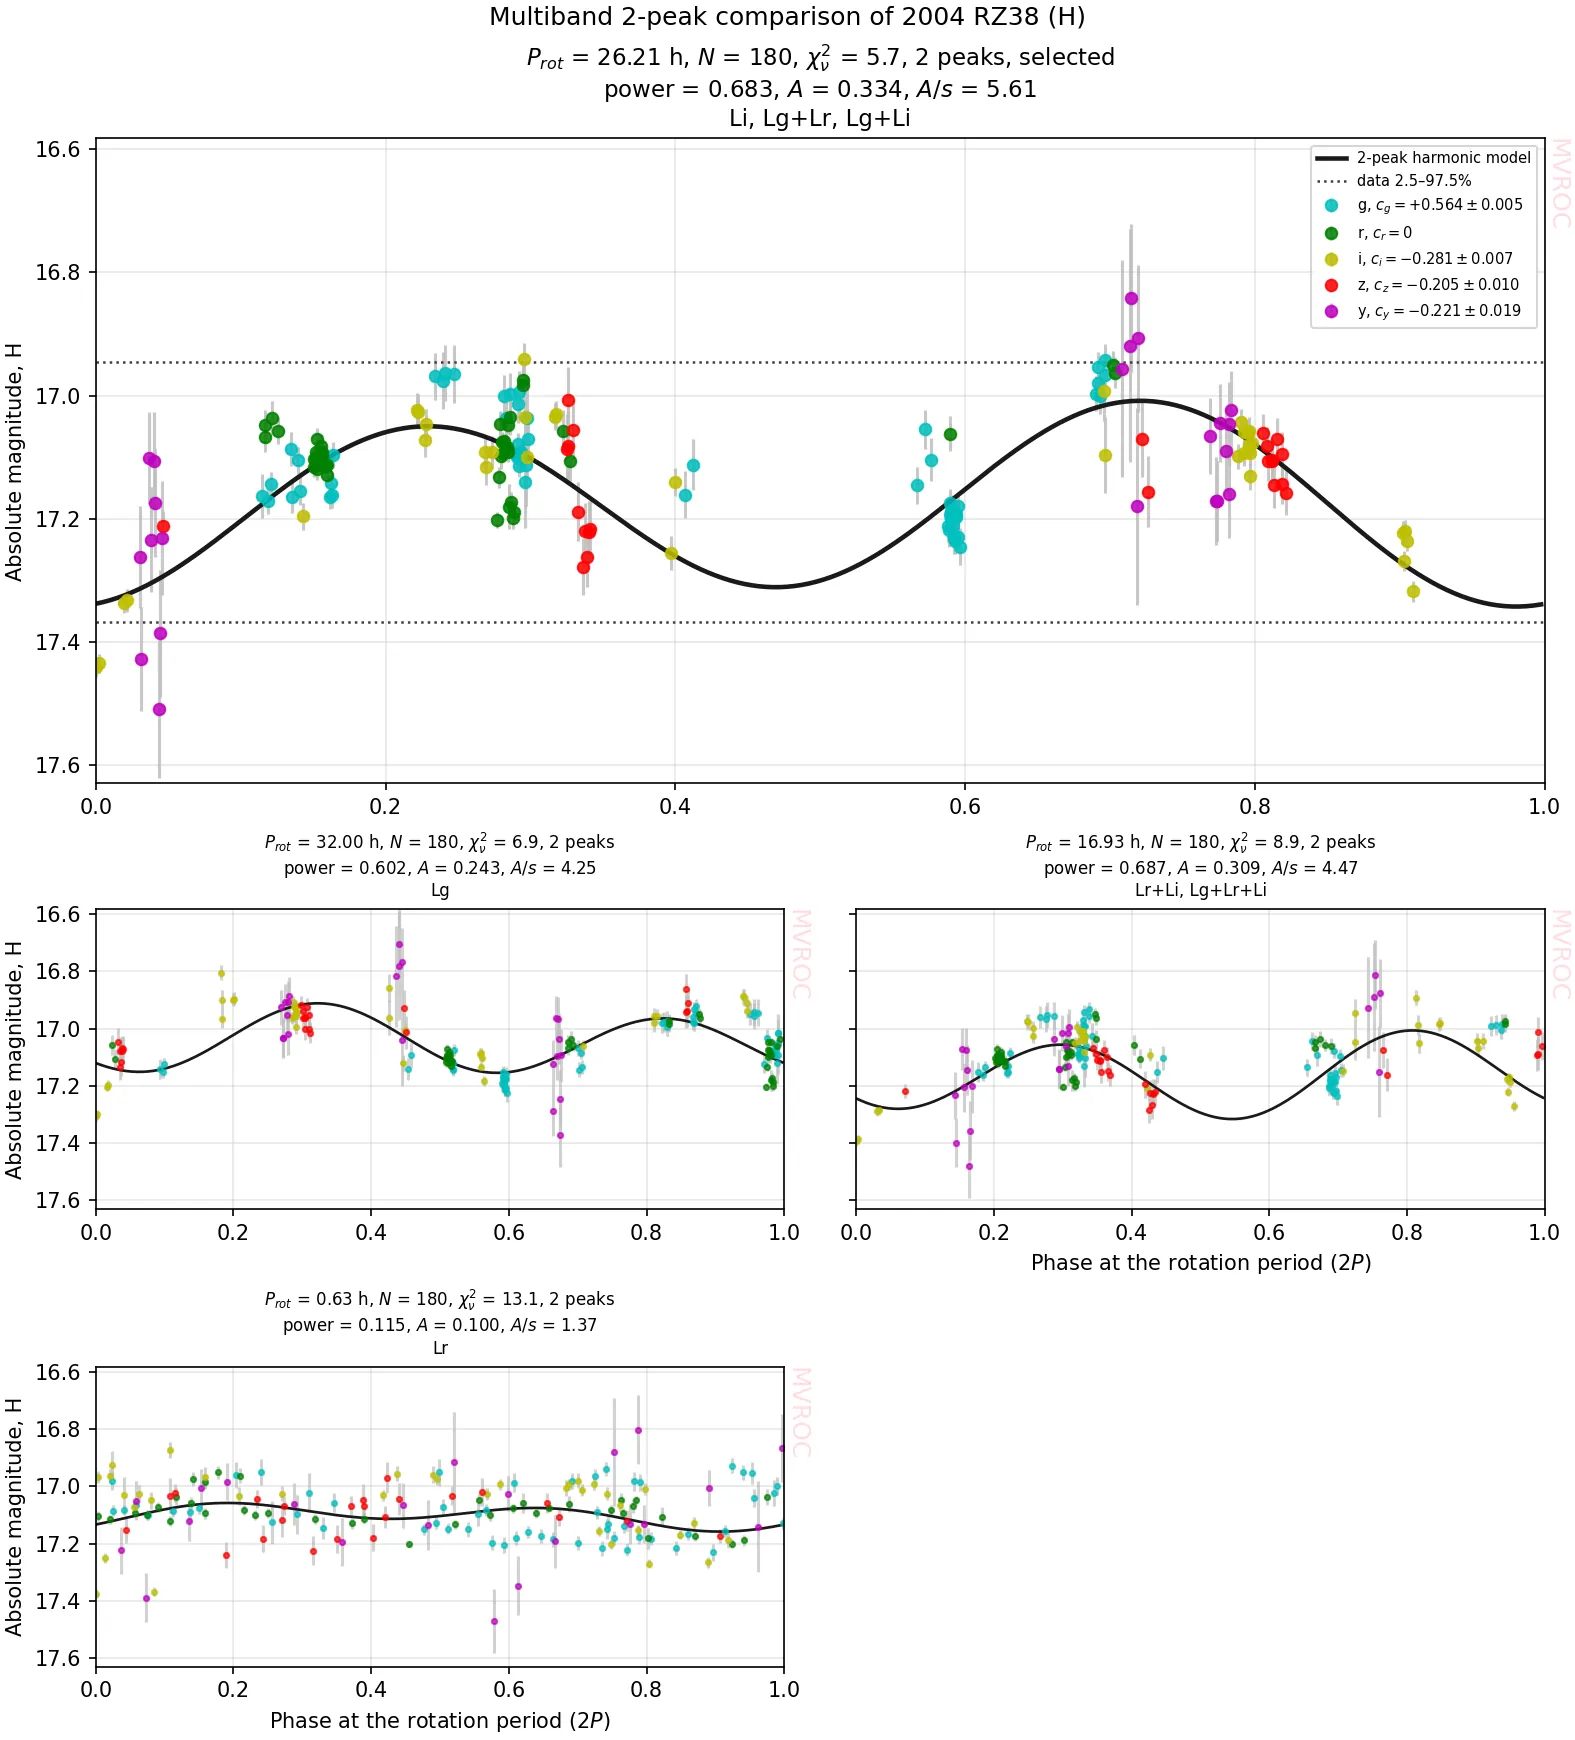 Multiband 2-peak comparison of 2004 RZ38 (H)
P_rot = 26.21 h, N = 180, χ²_ν = 5.7, 2 peaks, selected
power = 0.683, A = 0.334, A/s = 5.61
Li, Lg+Lr, Lg+Li
Absolute magnitude, H
16.6
16.8
17.0
17.2
17.4
17.6
0.0 0.2 0.4 0.6 0.8 1.0
2-peak harmonic model
data 2.5–97.5%
g, c_g = +0.564 ± 0.005
r, c_r = 0
i, c_i = −0.281 ± 0.007
z, c_z = −0.205 ± 0.010
y, c_y = −0.221 ± 0.019
MVROC
P_rot = 32.00 h, N = 180, χ²_ν = 6.9, 2 peaks
power = 0.602, A = 0.243, A/s = 4.25
Lg
Absolute magnitude, H
16.6
16.8
17.0
17.2
17.4
17.6
0.0 0.2 0.4 0.6 0.8 1.0
MVROC
P_rot = 16.93 h, N = 180, χ²_ν = 8.9, 2 peaks
power = 0.687, A = 0.309, A/s = 4.47
Lr+Li, Lg+Lr+Li
0.0 0.2 0.4 0.6 0.8 1.0
Phase at the rotation period (2P)
MVROC
P_rot = 0.63 h, N = 180, χ²_ν = 13.1, 2 peaks
power = 0.115, A = 0.100, A/s = 1.37
Lr
Absolute magnitude, H
16.6
16.8
17.0
17.2
17.4
17.6
0.0 0.2 0.4 0.6 0.8 1.0
Phase at the rotation period (2P)
MVROC